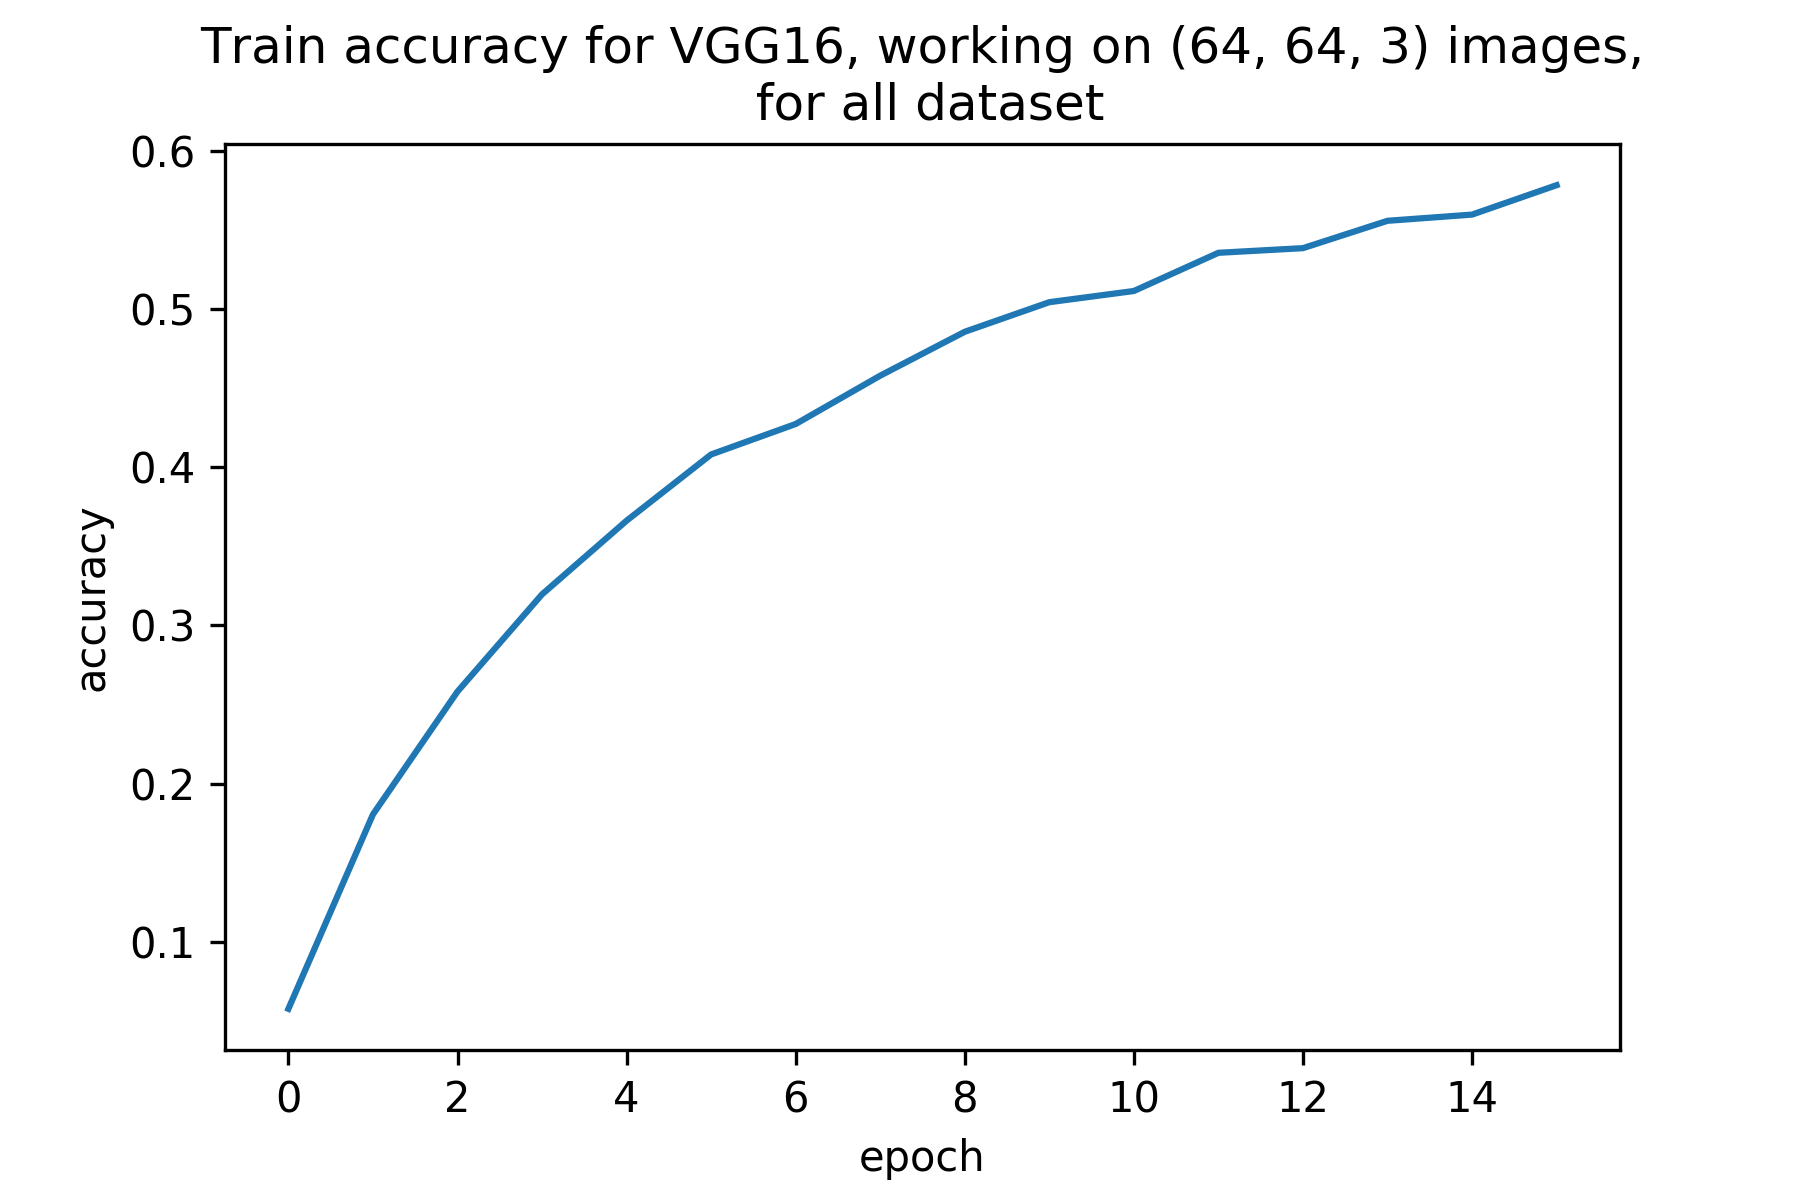 Train accuracy for VGG16, working on (64, 64, 3) images,
for all dataset
0.6
0.5
0.4
0.3
0.2
0.1
accuracy
0 2 4 6 8 10 12 14
epoch